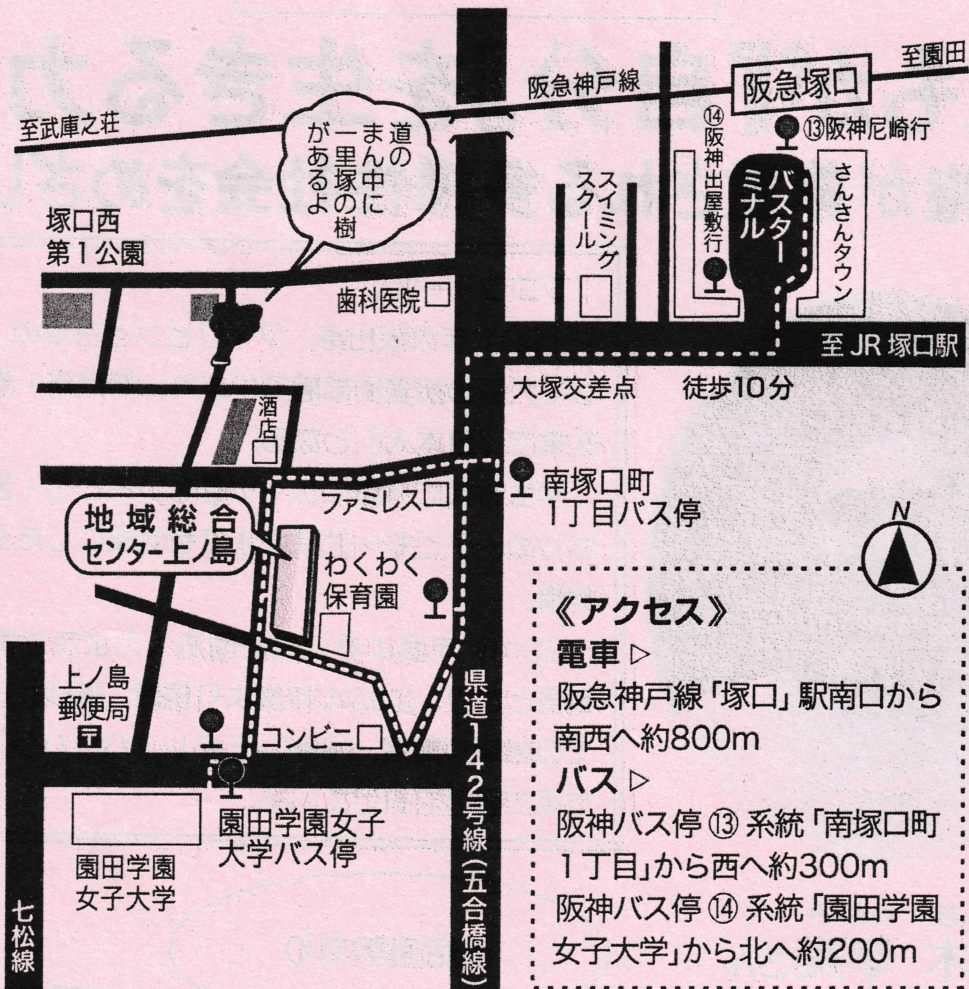 至園田
阪急神戸線
阪急塚口
至武庫之荘
⑬阪神尼崎行
⑭阪神出屋敷行
バスター
ミナル
さんさんタウン
道の
まん中に
一里塚の樹
があるよ
スイミング
スクール
塚口西
第1公園
歯科医院
至JR塚口駅
大塚交差点
徒歩10分
酒店
南塚口町
1丁目バス停
ファミレス
地域総合
センター上ノ島
わくわく
保育園
N
《アクセス》
電車▷
阪急神戸線「塚口」駅南口から
南西へ約800m
バス▷
阪神バス停⑬系統「南塚口町
1丁目」から西へ約300m
阪神バス停⑭系統「園田学園
女子大学」から北へ約200m
上ノ島
郵便局
〒
コンビニ
県道142号線(五合橋線)
園田学園女子
大学バス停
園田学園
女子大学
七松線